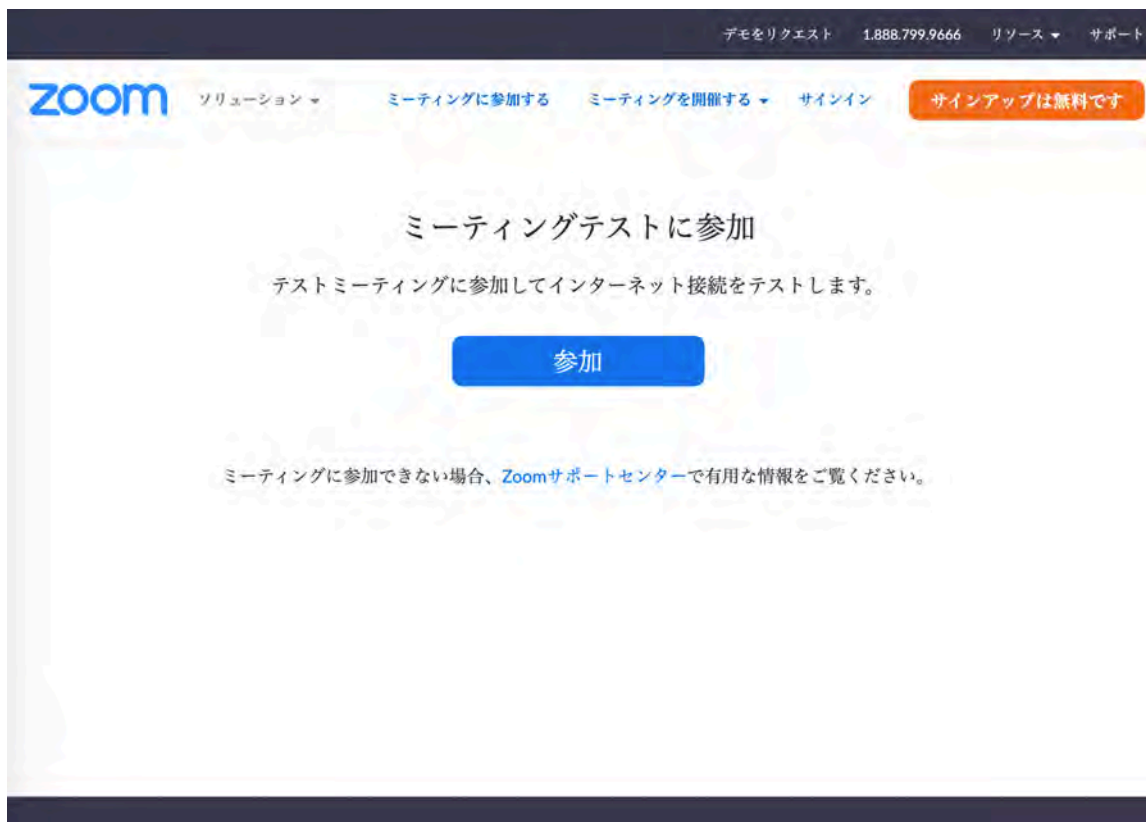 デモをリクエスト 1.888.799.9666 リソース サポート
zoom ソリューション ミーティングに参加する ミーティングを開催する サインイン サインアップは無料です
ミーティングテストに参加
テストミーティングに参加してインターネット接続をテストします。
参加
ミーティングに参加できない場合、Zoomサポートセンターで有用な情報をご覧ください。